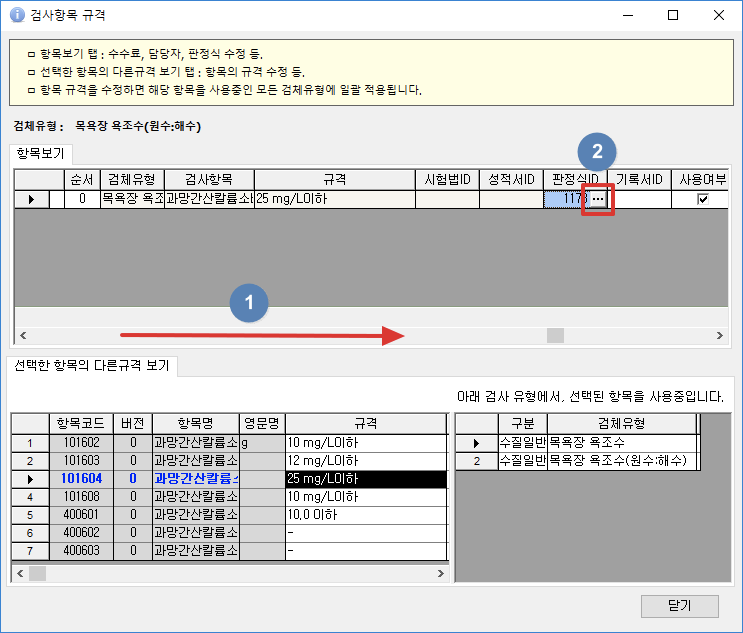 검사항목 규격
항목보기 탭 : 수수료, 담당자, 판정식 수정 등.
선택한 항목의 다른규격 보기 탭 : 항목의 규격 수정 등.
항목 규격을 수정하면 해당 항목을 사용중인 모든 검체유형에 일괄 적용됩니다.
검체유형 : 목욕장 욕조수(원수:해수)
항목보기
2
순서 검체유형 검사항목 규격 시험법ID 성적서ID 판정식ID 기록서ID 사용여부
0 목욕장 욕조 과망간산칼륨소 25 mg/L이하 1173 ...
1
선택한 항목의 다른규격 보기
아래 검사 유형에서, 선택된 항목을 사용중입니다.
항목코드 버전 항목명 영문명 규격 구분 검체유형
1 101602 0 과망간산칼륨소 g 10 mg/L이하 수질일반 목욕장 욕조수
2 101603 0 과망간산칼륨소 12 mg/L이하 2 수질일반 목욕장 욕조수(원수:해수)
101604 0 과망간산칼륨소 25 mg/L이하
4 101608 0 과망간산칼륨소 10 mg/L이하
5 400601 0 과망간산칼륨소 10,0 이하
6 400602 0 과망간산칼륨소 -
7 400603 0 과망간산칼륨소 -
닫기